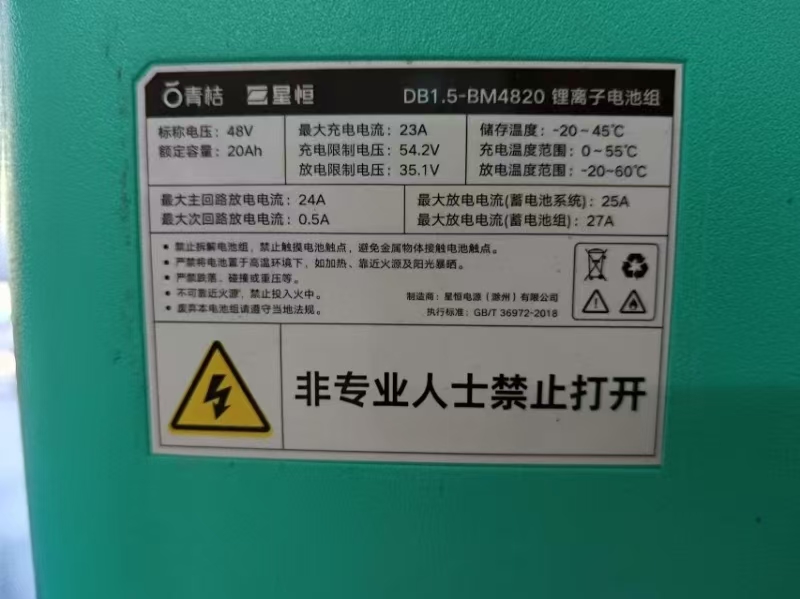 青桔 星恒 DB1.5-BM4820 锂离子电池组
标称电压：48V
额定容量：20Ah
最大充电电流：23A
充电限制电压：54.2V
放电限制电压：35.1V
储存温度：-20~45℃
充电温度范围：0~55℃
放电温度范围：-20~60℃
最大主回路放电电流：24A
最大次回路放电电流：0.5A
最大放电电流(蓄电池系统)：25A
最大放电电流(蓄电池组)：27A
• 禁止拆解电池组，禁止触摸电池触点，避免金属物体接触电池触点。
• 严禁将电池置于高温环境下，如加热、靠近火源及阳光暴晒。
• 严禁跌落、碰撞或重压等。
• 不可靠近火源，禁止投入火中。
• 废弃本电池组请遵守当地法规。
制造商：星恒电源（滁州）有限公司
执行标准：GB/T 36972-2018
非专业人士禁止打开